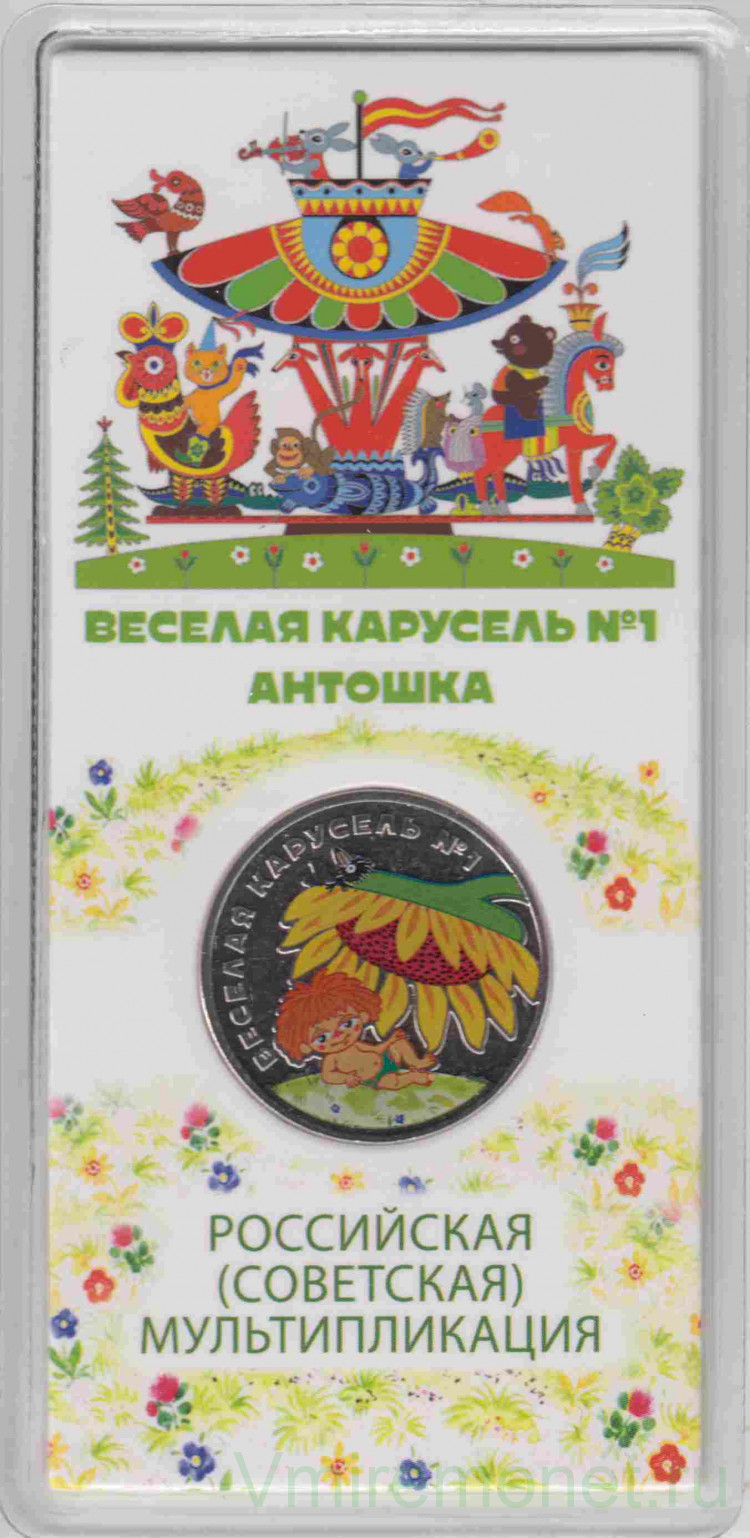 ВЕСЕЛАЯ КАРУСЕЛЬ №1
АНТОШКА
ВЕСЕЛАЯ КАРУСЕЛЬ №1
РОССИЙСКАЯ
(СОВЕТСКАЯ)
МУЛЬТИПЛИКАЦИЯ
Vmiremonet.ru